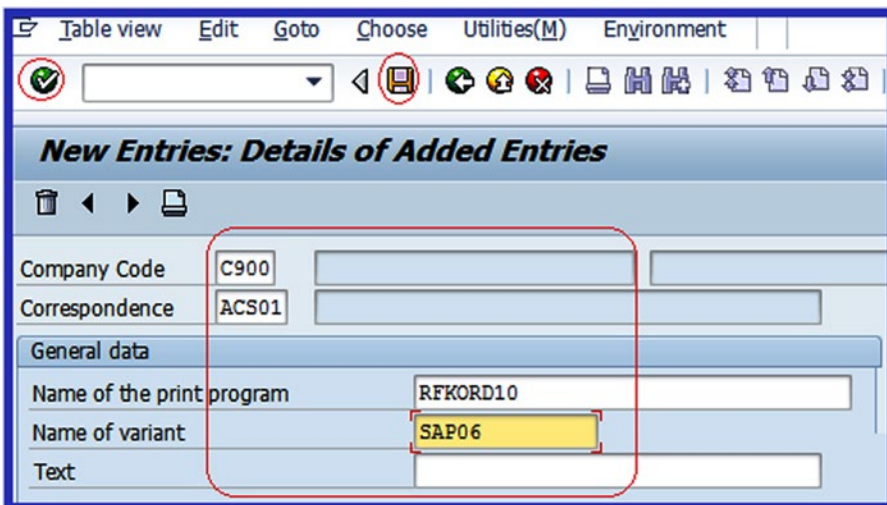 Table view Edit Goto Choose Utilities(M) Environment
New Entries: Details of Added Entries
Company Code C900
Correspondence ACS01
General data
Name of the print program RFKORD10
Name of variant SAP06
Text